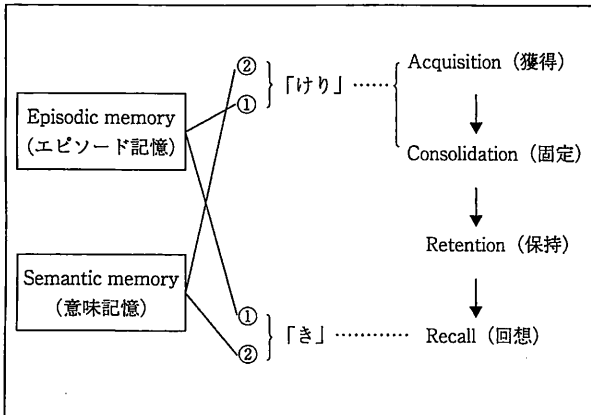 Episodic memory
(エピソード記憶)
Semantic memory
(意味記憶)
②
①
「けり」……
①
②
「き」…………
Acquisition（獲得）
Consolidation（固定）
Retention（保持）
Recall（回想）